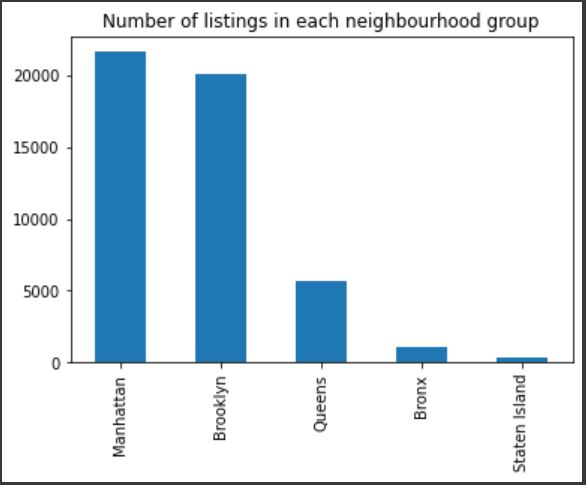 Number of listings in each neighbourhood group
20000
15000
10000
5000
0
Manhattan
Brooklyn
Queens
Bronx
Staten Island